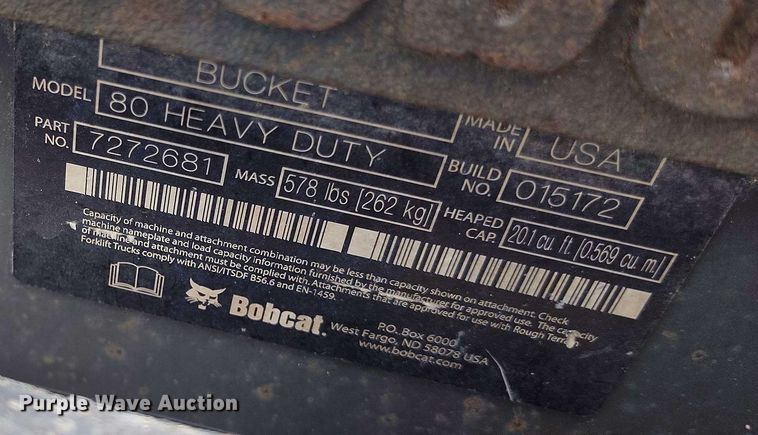 BUCKET
MODEL 80 HEAVY DUTY MADE IN USA
PART NO. 7272681 MASS 578 lbs [262 kg] BUILD NO. 015172
HEAPED CAP. 20.1 cu. ft. [0.569 cu. m.]
Capacity of machine and attachment combination may be less than capacity shown on attachment. Check
machine nameplate and load capacity information furnished by the manufacturer for approved use. The capacity
of machine and attachment must be complied with. Attachments that are approved for use with Rough Terrain
Forklift Trucks comply with ANSI/ITSDF B56.6 and EN-1459.
Bobcat.
P.O. Box 6000
West Fargo, ND 58078 USA
www.bobcat.com
Purple Wave Auction